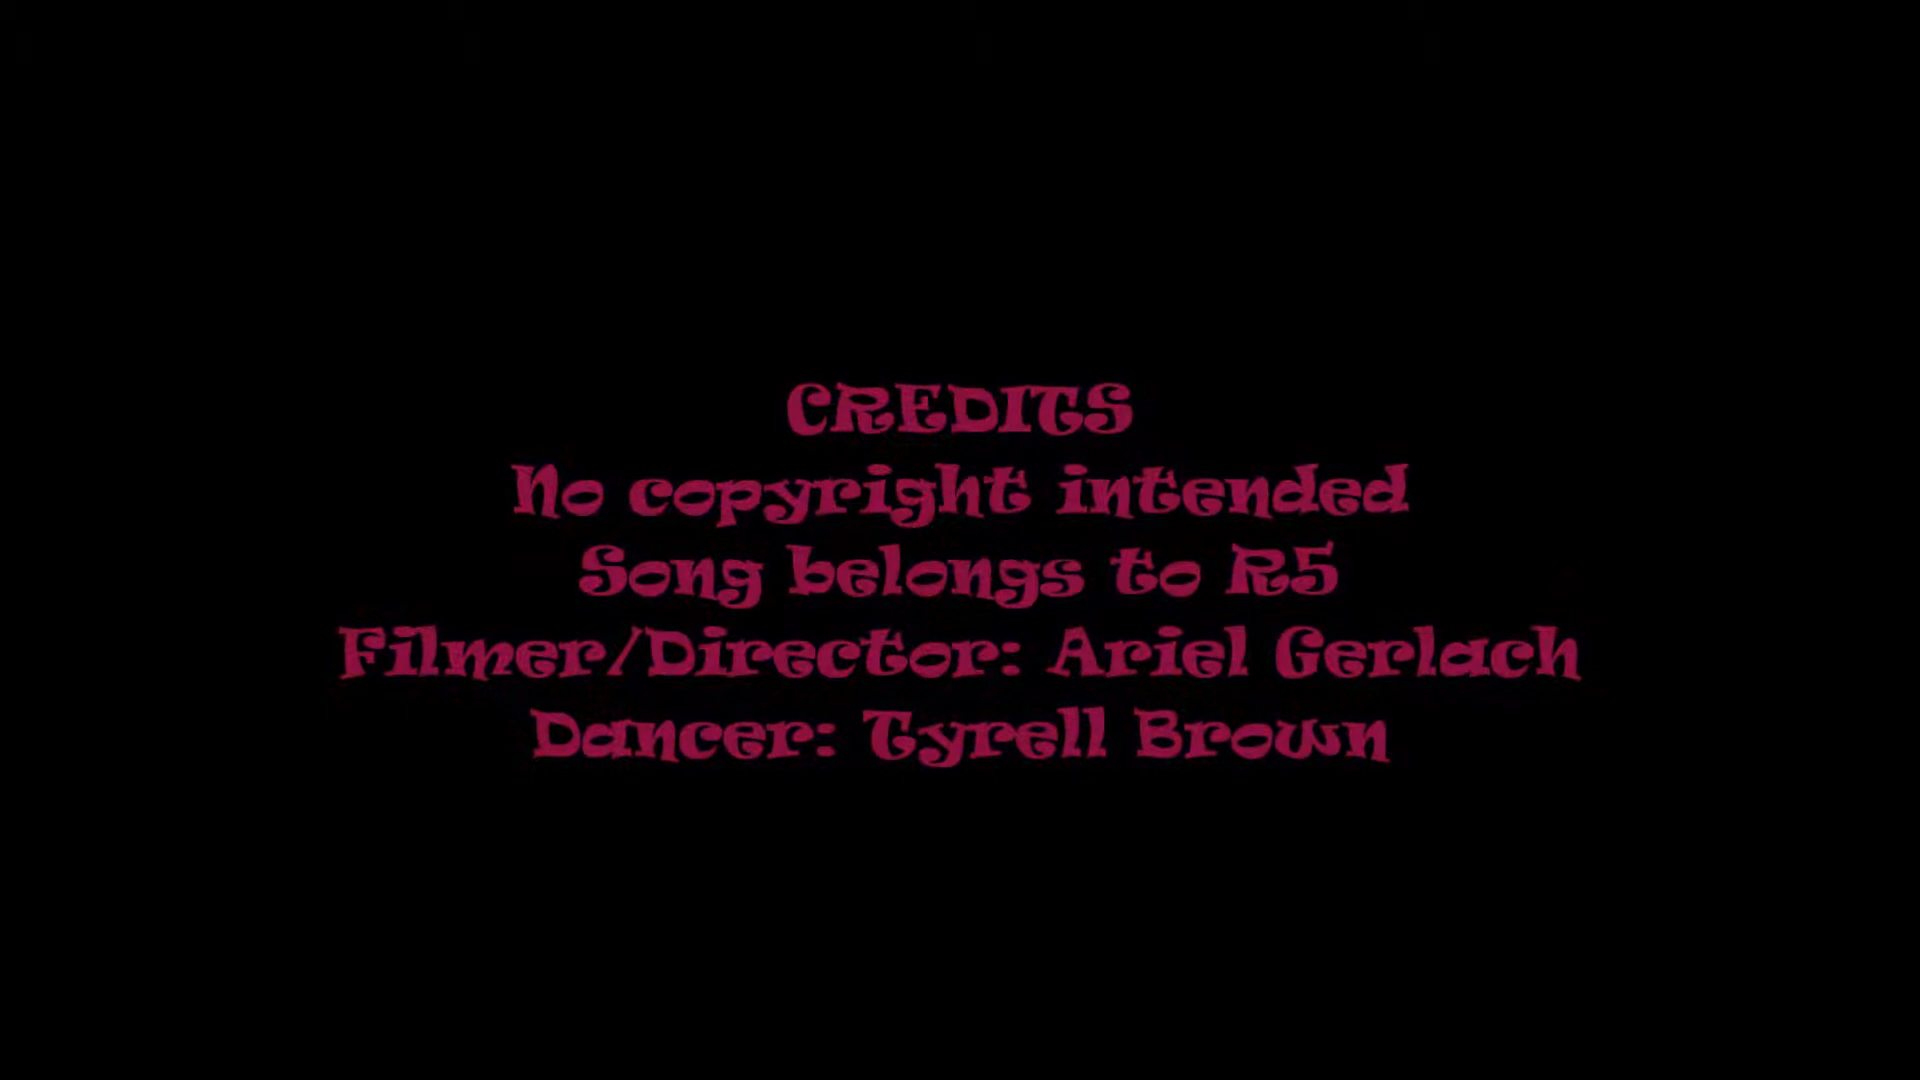 CREDITS
No copyright intended
Song belongs to R5
Filmer/Director: Ariel Gerlach
Dancer: Tyrell Brown